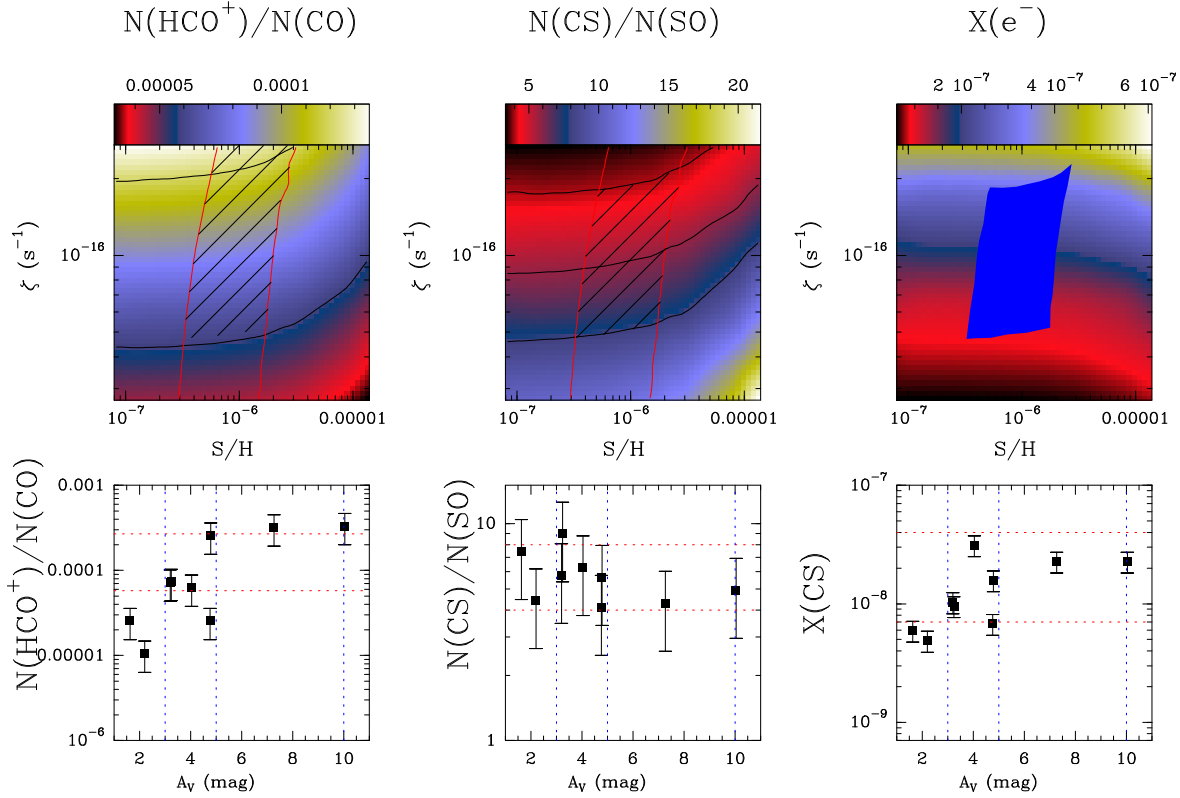 N(HCO⁺)/N(CO)
N(CS)/N(SO)
X(e⁻)
0.00005 0.0001
5 10 15 20
2 10⁻⁷ 4 10⁻⁷ 6 10⁻⁷
ζ (s⁻¹)
10⁻¹⁶
10⁻⁷ 10⁻⁶ 0.00001
S/H
ζ (s⁻¹)
10⁻¹⁶
10⁻⁷ 10⁻⁶ 0.00001
S/H
ζ (s⁻¹)
10⁻¹⁶
10⁻⁷ 10⁻⁶ 0.00001
S/H
N(HCO⁺)/N(CO)
0.001
0.0001
0.00001
10⁻⁶
2 4 6 8 10
Aᵥ (mag)
N(CS)/N(SO)
10
1
2 4 6 8 10
Aᵥ (mag)
X(CS)
10⁻⁷
10⁻⁸
10⁻⁹
2 4 6 8 10
Aᵥ (mag)